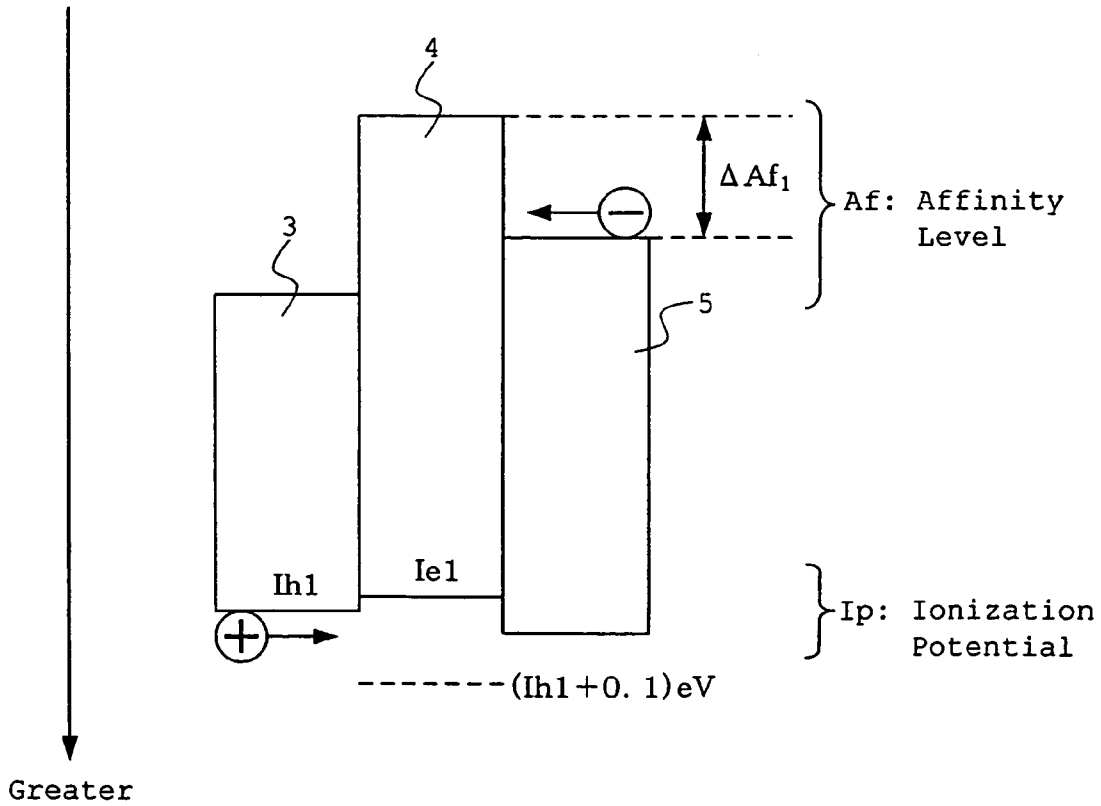 4
ΔAf₁
Af: Affinity
Level
3
5
Ih1
Ie1
Ip: Ionization
Potential
(Ih1+0. 1)eV
Greater